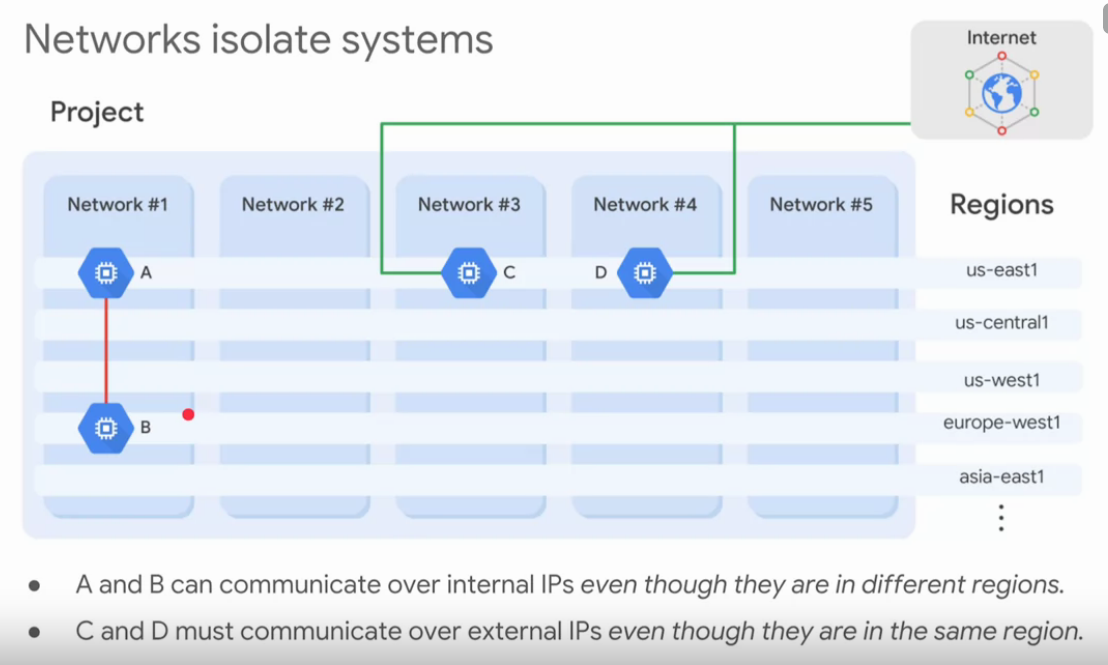 Networks isolate systems
Internet
Project
Network #1
Network #2
Network #3
Network #4
Network #5
Regions
A
C
D
us-east1
us-central1
us-west1
B
europe-west1
asia-east1
● A and B can communicate over internal IPs even though they are in different regions.
● C and D must communicate over external IPs even though they are in the same region.